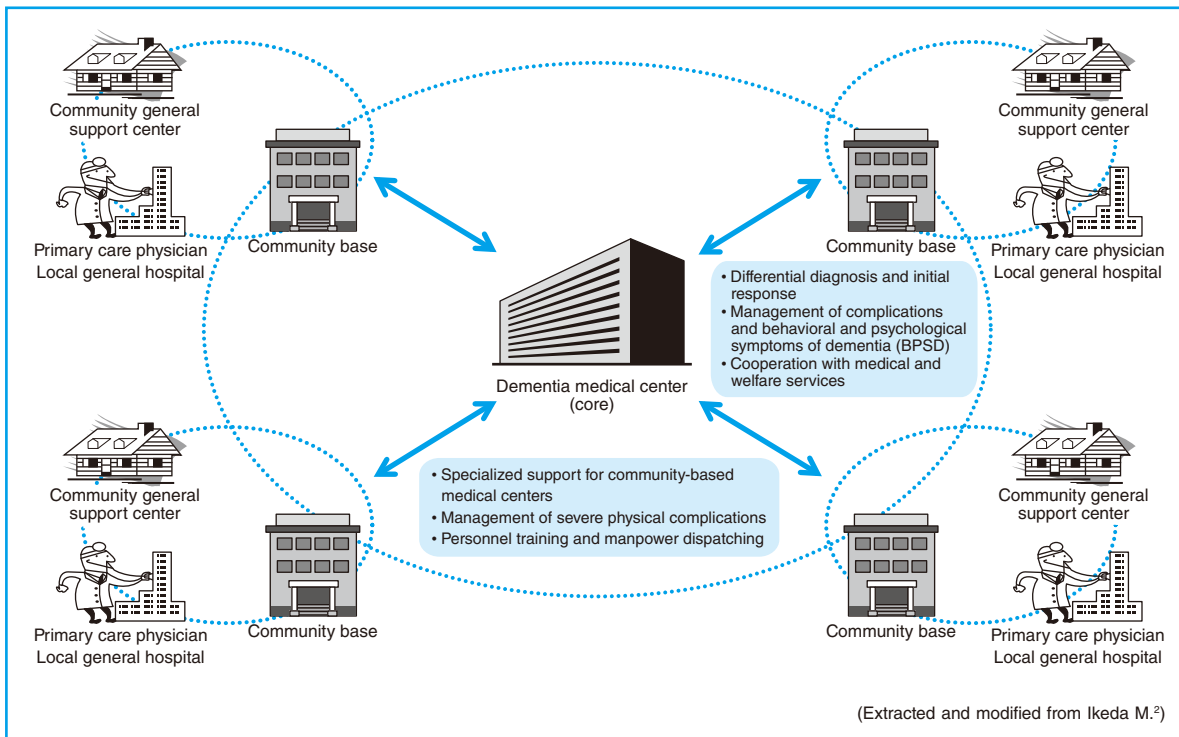 Community general
support center
Primary care physician
Local general hospital
Community base
Community general
support center
Primary care physician
Local general hospital
Community base
• Differential diagnosis and initial
response
• Management of complications
and behavioral and psychological
symptoms of dementia (BPSD)
• Cooperation with medical and
welfare services
Dementia medical center
(core)
• Specialized support for community-based
medical centers
• Management of severe physical complications
• Personnel training and manpower dispatching
Community general
support center
Primary care physician
Local general hospital
Community base
Community general
support center
Primary care physician
Local general hospital
Community base
(Extracted and modified from Ikeda M.²)